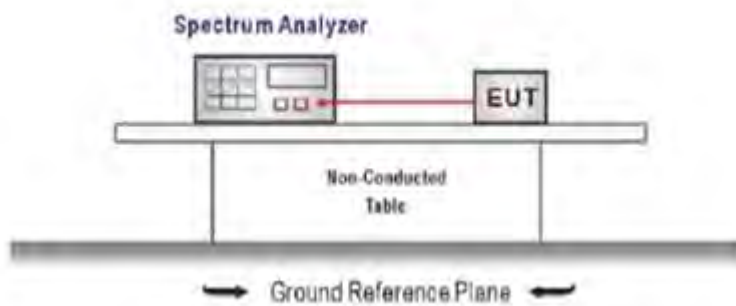 Spectrum Analyzer
EUT
Non-Conducted
Table
Ground Reference Plane